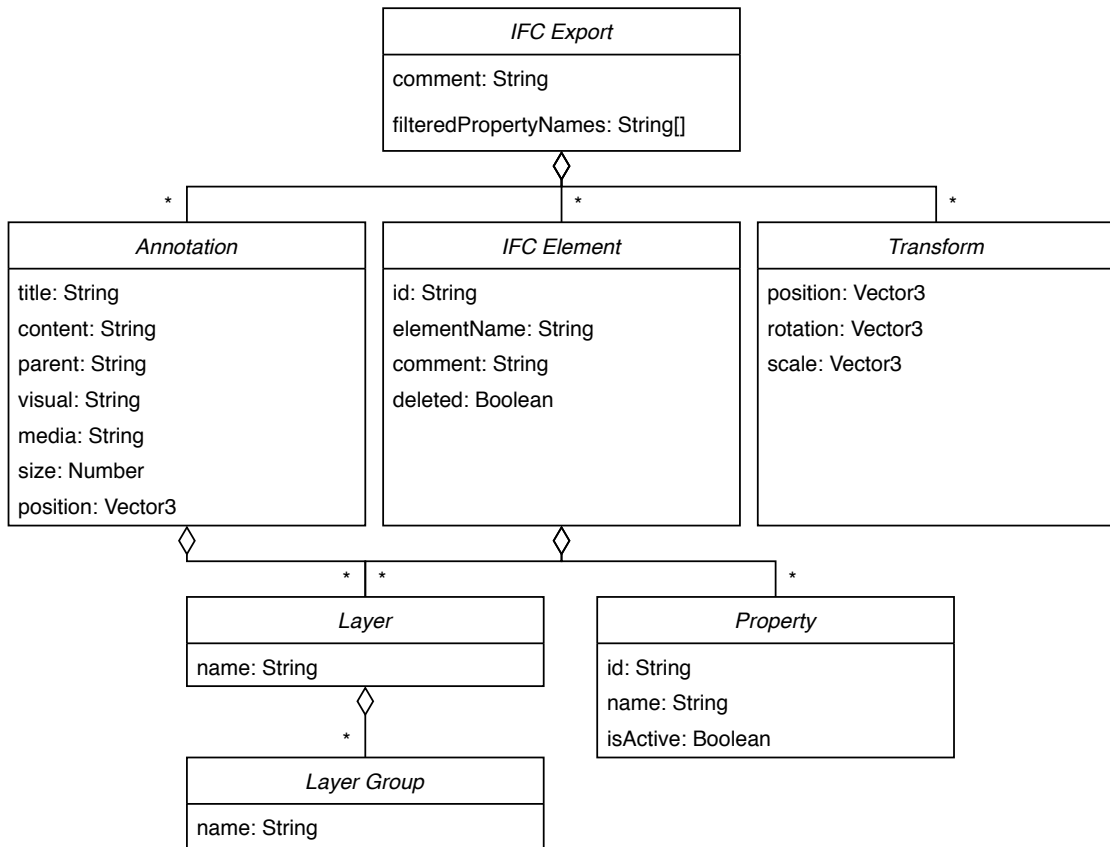 IFC Export
comment: String
filteredPropertyNames: String[]
* * *
Annotation
title: String
content: String
parent: String
visual: String
media: String
size: Number
position: Vector3
IFC Element
id: String
elementName: String
comment: String
deleted: Boolean
Transform
position: Vector3
rotation: Vector3
scale: Vector3
* * *
Layer
name: String
Property
id: String
name: String
isActive: Boolean
*
Layer Group
name: String